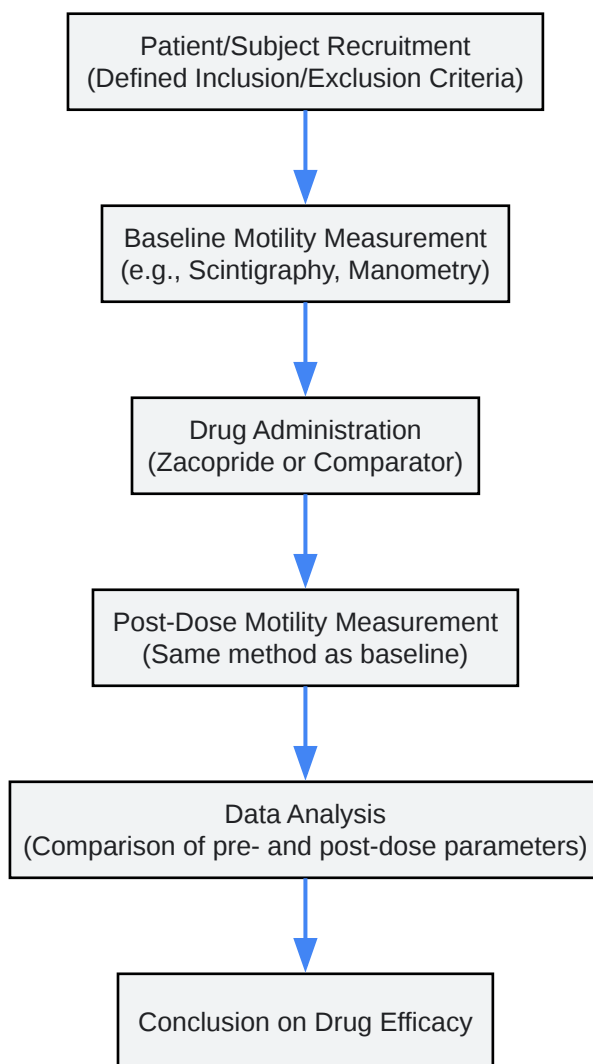 Patient/Subject Recruitment
(Defined Inclusion/Exclusion Criteria)
Baseline Motility Measurement
(e.g., Scintigraphy, Manometry)
Drug Administration
(Zacopride or Comparator)
Post-Dose Motility Measurement
(Same method as baseline)
Data Analysis
(Comparison of pre- and post-dose parameters)
Conclusion on Drug Efficacy